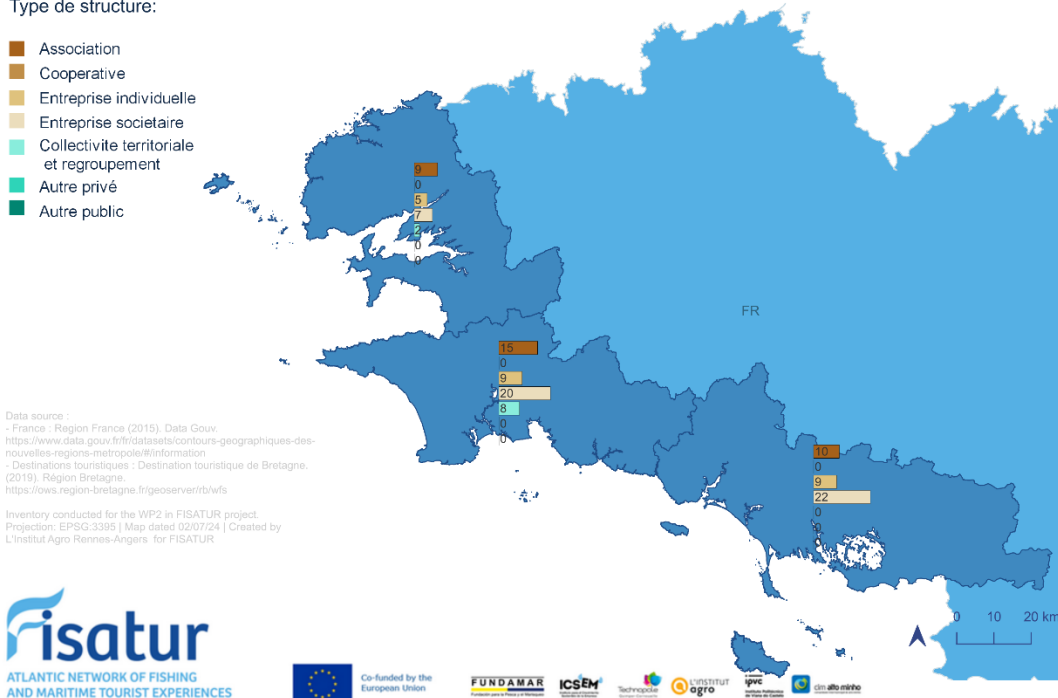 Type de structure:
Association
Cooperative
Entreprise individuelle
Entreprise societaire
Collectivite territoriale
et regroupement
Autre privé
Autre public
9
0
5
7
2
0
0
FR
15
0
9
20
8
0
0
10
0
9
22
0
0
Data source :
- France : Region France (2015). Data Gouv.
https://www.data.gouv.fr/fr/datasets/contours-geographiques-des-
nouvelles-regions-metropole/#/information
- Destinations touristiques : Destination touristique de Bretagne.
(2019). Région Bretagne.
https://ows.region-bretagne.fr/geoserver/rb/wfs
Inventory conducted for the WP2 in FISATUR project.
Projection: EPSG:3395 | Map dated 02/07/24 | Created by
L'Institut Agro Rennes-Angers for FISATUR
0 10 20 km
Fisatur
ATLANTIC NETWORK OF FISHING
AND MARITIME TOURIST EXPERIENCES
Co-funded by the
European Union
FUNDAMAR
ICSEM
Technopole
L'INSTITUT
agro
ipvc
cim alto minho